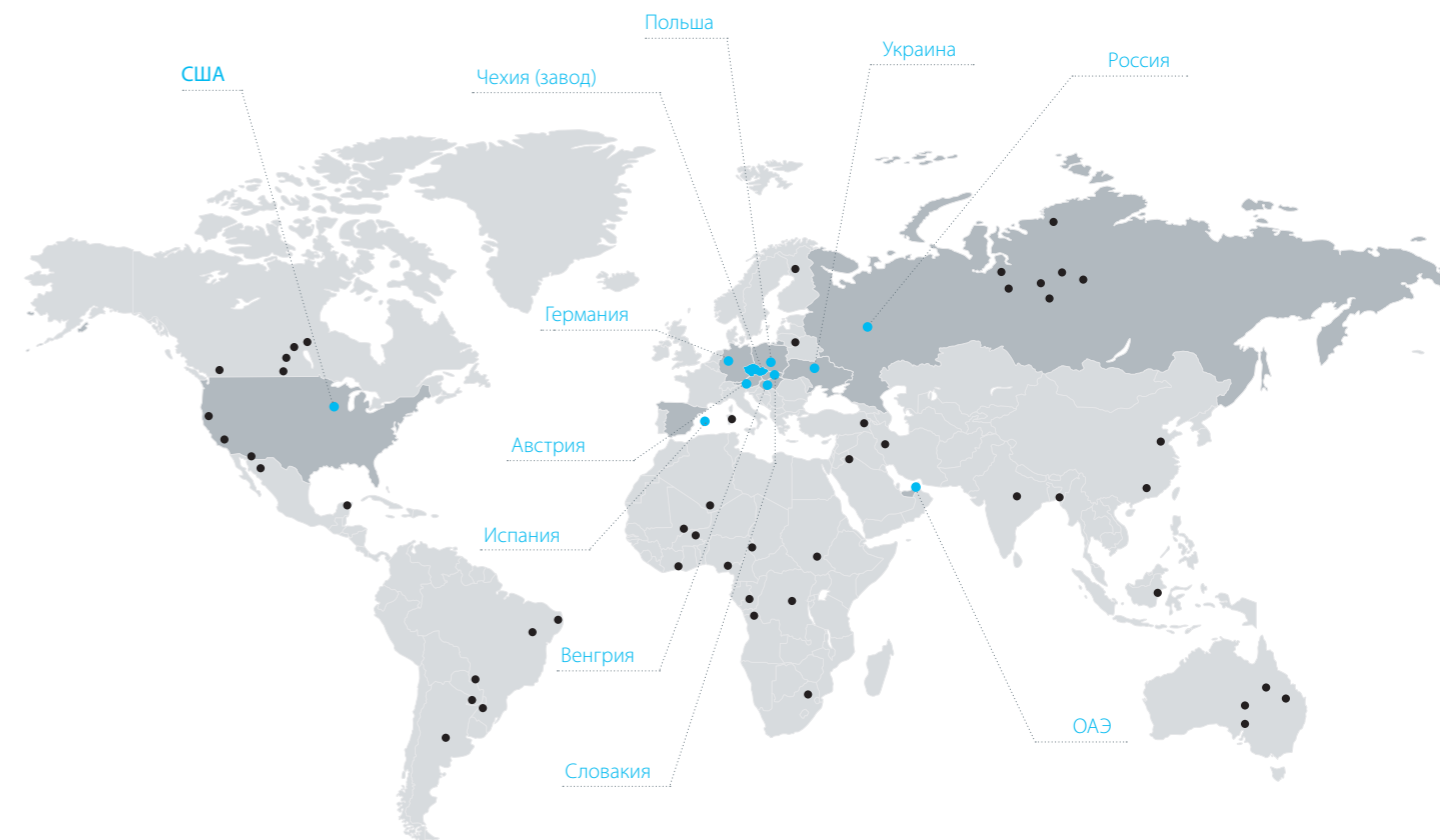 Польша
Украина
Россия
США
Чехия (завод)
Германия
Австрия
Испания
Венгрия
ОАЭ
Словакия